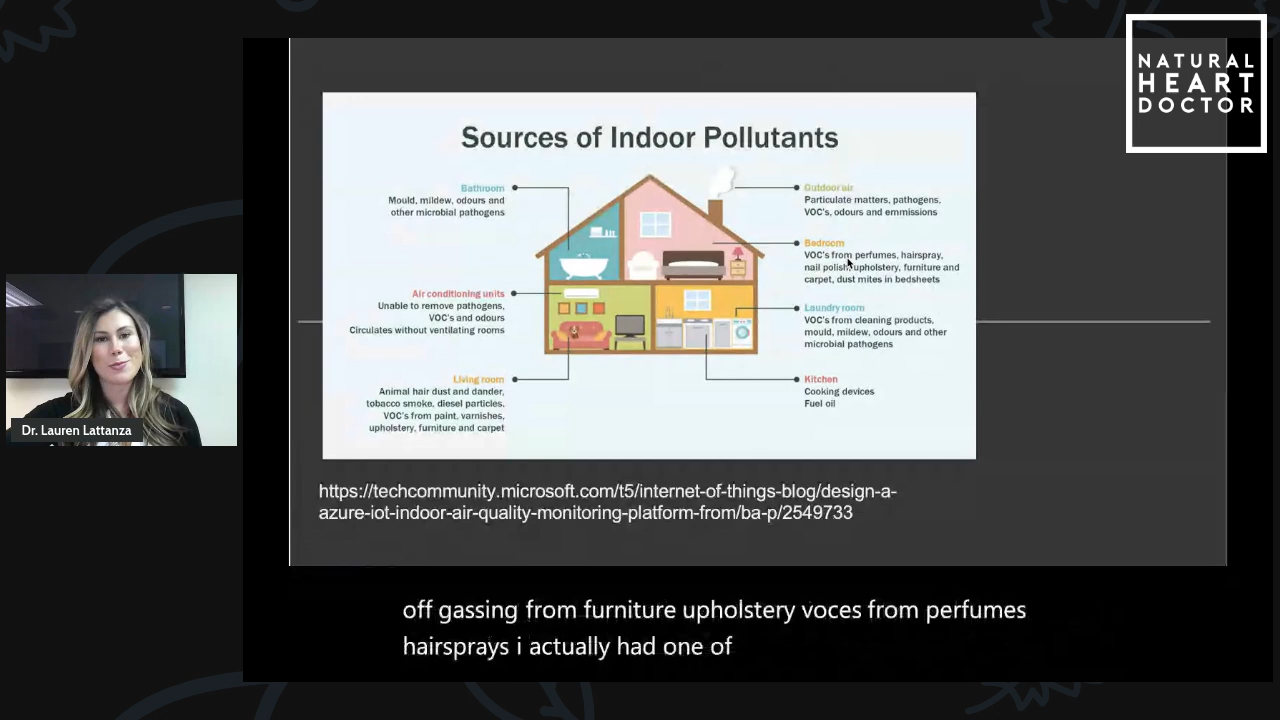 NATURAL
HEART
DOCTOR
Sources of Indoor Pollutants
Bathroom
Mould, mildew, odours and
other microbial pathogens
Air conditioning units
Unable to remove pathogens,
VOC's and odours
Circulates without ventilating rooms
Living room
Animal hair dust and dander,
tobacco smoke, diesel particles,
VOC's from paint, varnishes,
upholstery, furniture and carpet
Outdoor air
Particulate matters, pathogens,
VOC's, odours and emmissions
Bedroom
VOC's from perfumes, hairspray,
nail polish, upholstery, furniture and
carpet, dust mites in bedsheets
Laundry room
VOC's from cleaning products,
mould, mildew, odours and other
microbial pathogens
Kitchen
Cooking devices
Fuel oil
Dr. Lauren Lattanza
https://techcommunity.microsoft.com/t5/internet-of-things-blog/design-a-
azure-iot-indoor-air-quality-monitoring-platform-from/ba-p/2549733
off gassing from furniture upholstery voces from perfumes
hairsprays i actually had one of